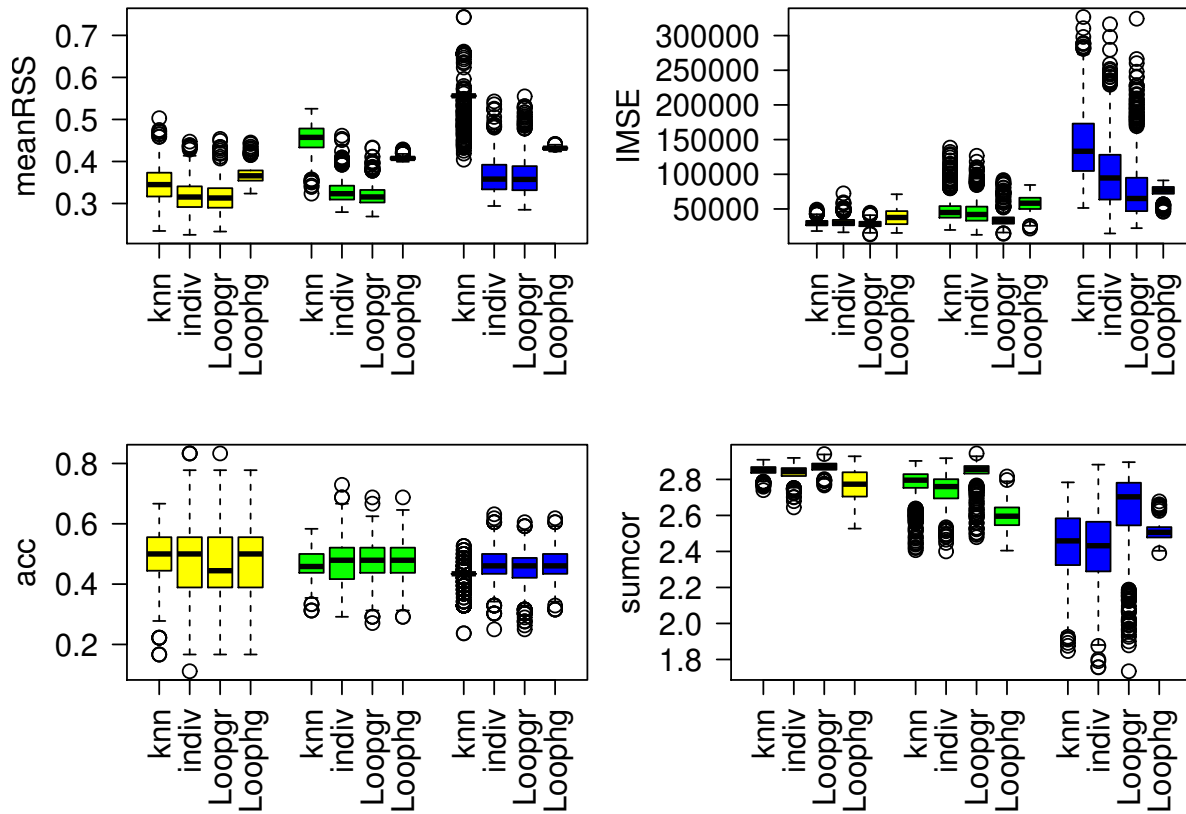 meanRSS
0.7
0.6
0.5
0.4
0.3
knn
indiv
Loopgr
Loophg
knn
indiv
Loopgr
Loophg
knn
indiv
Loopgr
Loophg
IMSE
300000
250000
200000
150000
100000
50000
knn
indiv
Loopgr
Loophg
knn
indiv
Loopgr
Loophg
knn
indiv
Loopgr
Loophg
acc
0.8
0.6
0.4
0.2
knn
indiv
Loopgr
Loophg
knn
indiv
Loopgr
Loophg
knn
indiv
Loopgr
Loophg
sumcor
2.8
2.6
2.4
2.2
2.0
1.8
knn
indiv
Loopgr
Loophg
knn
indiv
Loopgr
Loophg
knn
indiv
Loopgr
Loophg